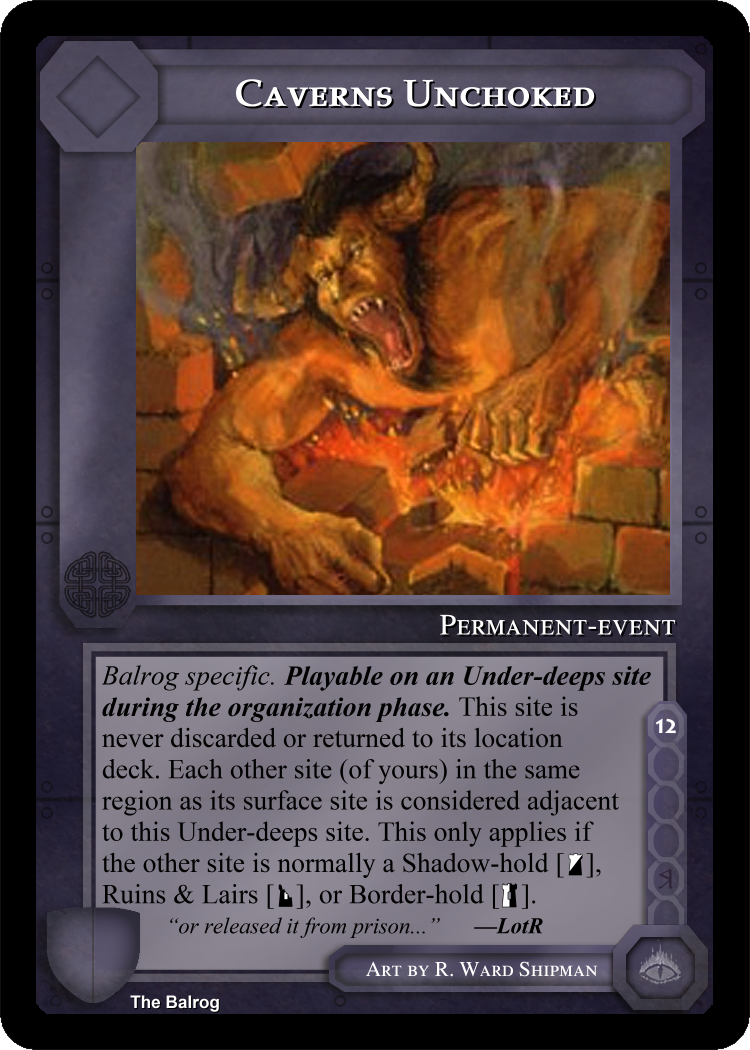 Caverns Unchoked
Permanent-event
Balrog specific. Playable on an Under-deeps site
during the organization phase. This site is
never discarded or returned to its location
deck. Each other site (of yours) in the same
region as its surface site is considered adjacent
to this Under-deeps site. This only applies if
the other site is normally a Shadow-hold [],
Ruins & Lairs [], or Border-hold [].
12
“or released it from prison...” —LotR
Art by R. Ward Shipman
The Balrog